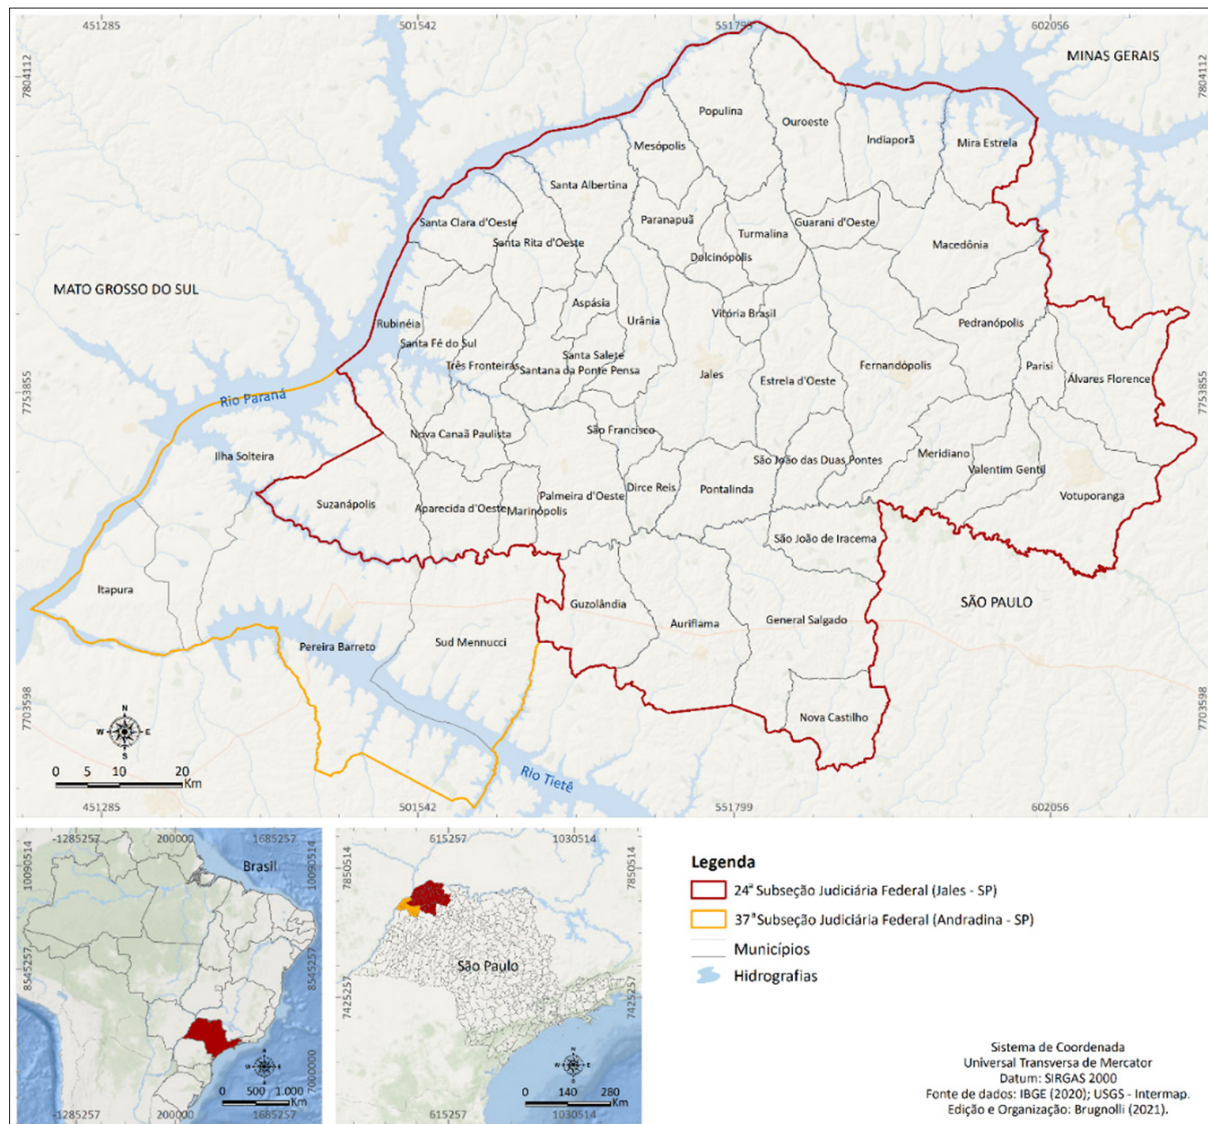 451285 501542 551799 602056
7804112 7804112
MINAS GERAIS
Populina
Ouroeste
Indiaporã
Mira Estrela
Mesópolis
Santa Albertina
Santa Clara d'Oeste
Paranapuã
Guarani d'Oeste
Turmalina
Santa Rita d'Oeste
Macedônia
Dolcinópolis
MATO GROSSO DO SUL
Aspásia
Vitória Brasil
Urânia
Rubinéia
Pedranópolis
Santa Fé do Sul
Santa Salete
Três Fronteiras
Santana da Ponte Pensa
Jales
Fernandópolis
Parisi
Estrela d'Oeste
Álvares Florence
7753855 7753855
Rio Paraná
Nova Canaã Paulista
São Francisco
Ilha Solteira
Meridiano
São João das Duas Pontes
Valentim Gentil
Dirce Reis
Pontalinda
Palmeira d'Oeste
Votuporanga
Suzanápolis
Aparecida d'Oeste
Marinópolis
São João de Iracema
Itapura
Guzolândia
SÃO PAULO
Auriflama
General Salgado
Pereira Barreto
Sud Mennucci
7703598 7703598
Nova Castilho
N
W E
S
0 5 10 20
Km
Rio Tietê
451285 501542 551799 602056
-1285257 200000 1685257
10090514 10090514
Brasil
8545257 8545257
7000000
N
W E
S
0 500 1.000
Km
-1285257 200000 1685257
615257 1030514
7850514 7850514
São Paulo
7425257 7425257
N
W E
S
0 140 280
Km
615257 1030514
Legenda
24ª Subseção Judiciária Federal (Jales - SP)
37ª Subseção Judiciária Federal (Andradina - SP)
Municípios
Hidrografias
Sistema de Coordenada
Universal Transversa de Mercator
Datum: SIRGAS 2000
Fonte de dados: IBGE (2020); USGS - Intermap.
Edição e Organização: Brugnolli (2021).